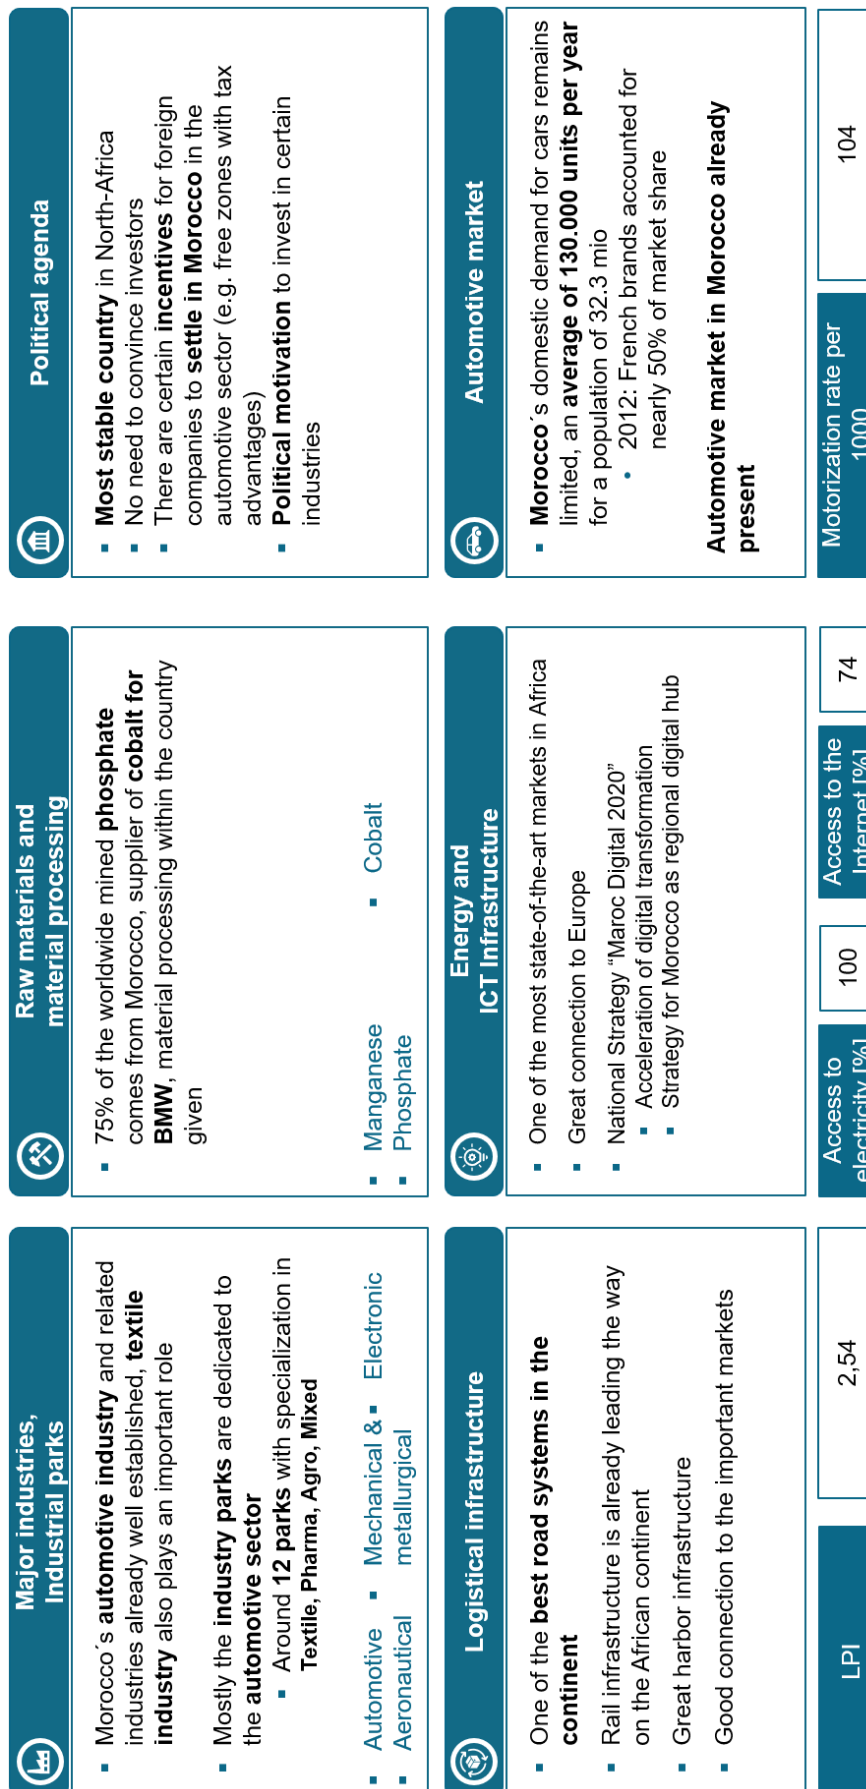 Major industries,
Industrial parks
Morocco´s automotive industry and related
industries already well established, textile
industry also plays an important role
Mostly the industry parks are dedicated to
the automotive sector
Around 12 parks with specialization in
Textile, Pharma, Agro, Mixed
Automotive
Aeronautical
Mechanical &
metallurgical
Electronic
Raw materials and
material processing
75% of the worldwide mined phosphate
comes from Morocco, supplier of cobalt for
BMW, material processing within the country
given
Manganese
Phosphate
Cobalt
Political agenda
Most stable country in North-Africa
No need to convince investors
There are certain incentives for foreign
companies to settle in Morocco in the
automotive sector (e.g. free zones with tax
advantages)
Political motivation to invest in certain
industries
Logistical infrastructure
One of the best road systems in the
continent
Rail infrastructure is already leading the way
on the African continent
Great harbor infrastructure
Good connection to the important markets
LPI
2,54
Energy and
ICT Infrastructure
One of the most state-of-the-art markets in Africa
Great connection to Europe
National Strategy “Maroc Digital 2020”
Acceleration of digital transformation
Strategy for Morocco as regional digital hub
Access to
electricity [%]
100
Access to the
Internet [%]
74
Automotive market
Morocco´s domestic demand for cars remains
limited, an average of 130.000 units per year
for a population of 32.3 mio
2012: French brands accounted for
nearly 50% of market share
Automotive market in Morocco already
present
Motorization rate per
1000
104